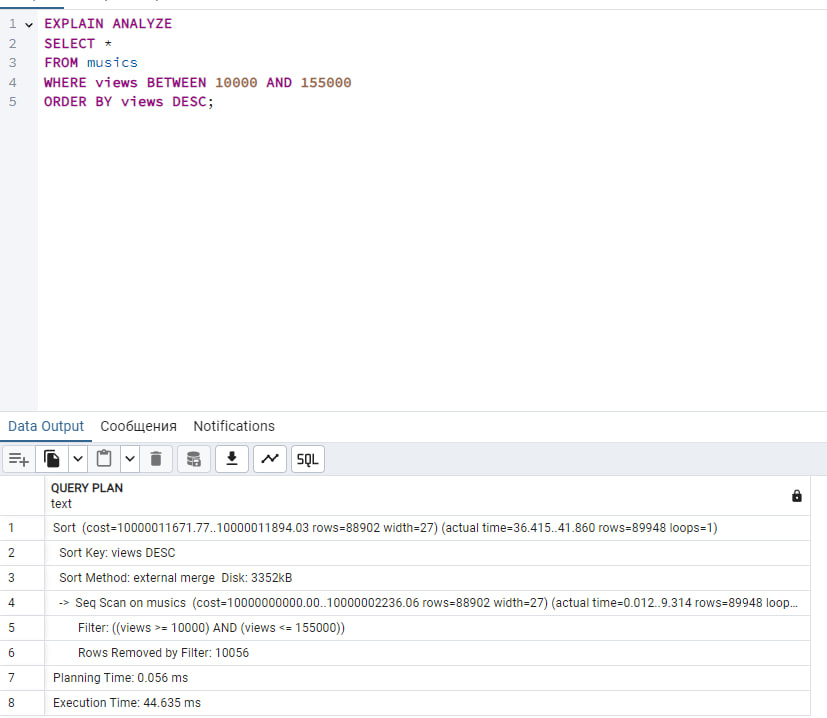 1 EXPLAIN ANALYZE
2 SELECT *
3 FROM musics
4 WHERE views BETWEEN 10000 AND 155000
5 ORDER BY views DESC;
Data Output Сообщения Notifications
SQL
QUERY PLAN
text
1 Sort (cost=10000011671.77..10000011894.03 rows=88902 width=27) (actual time=36.415..41.860 rows=89948 loops=1)
2 Sort Key: views DESC
3 Sort Method: external merge Disk: 3352kB
4 -> Seq Scan on musics (cost=10000000000.00..10000002236.06 rows=88902 width=27) (actual time=0.012..9.314 rows=89948 loop...
5 Filter: ((views >= 10000) AND (views <= 155000))
6 Rows Removed by Filter: 10056
7 Planning Time: 0.056 ms
8 Execution Time: 44.635 ms